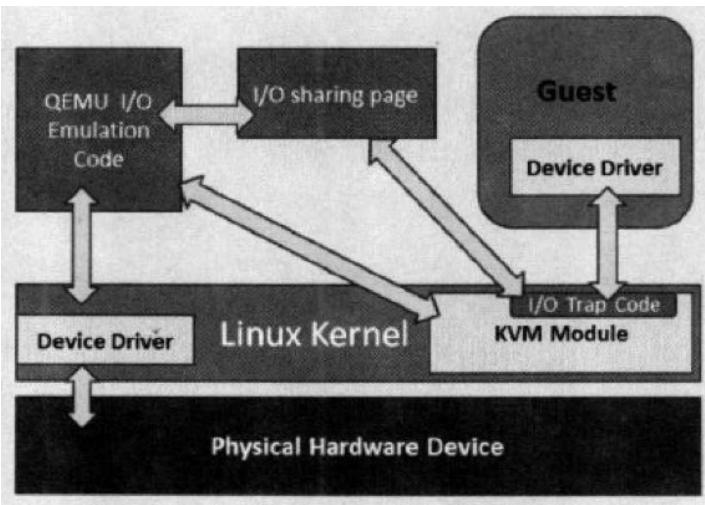 QEMU I/O
Emulation
Code
I/O sharing page
Guest
Device Driver
I/O Trap Code
KVM Module
Linux Kernel
Device Driver
Physical Hardware Device